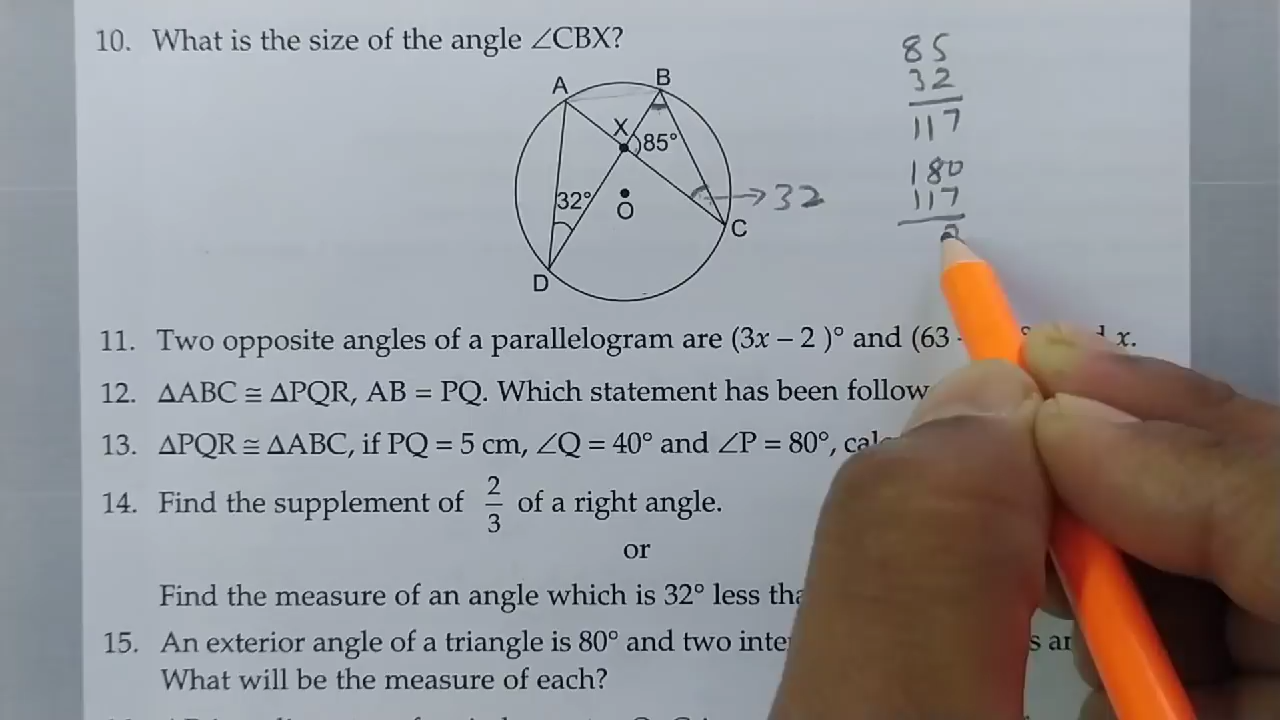 10. What is the size of the angle ∠CBX?
A
B
X
85°
32°
O
C
D
→32
85
32
117
180
117
11. Two opposite angles of a parallelogram are (3x – 2 )° and (63 x.
12. ΔABC ≅ ΔPQR, AB = PQ. Which statement has been
13. ΔPQR ≅ ΔABC, if PQ = 5 cm, ∠Q = 40° and ∠P = 80°,
14. Find the supplement of 2/3 of a right angle.
or
Find the measure of an angle which is 32° less
15. An exterior angle of a triangle is 80° and two
What will be the measure of each?